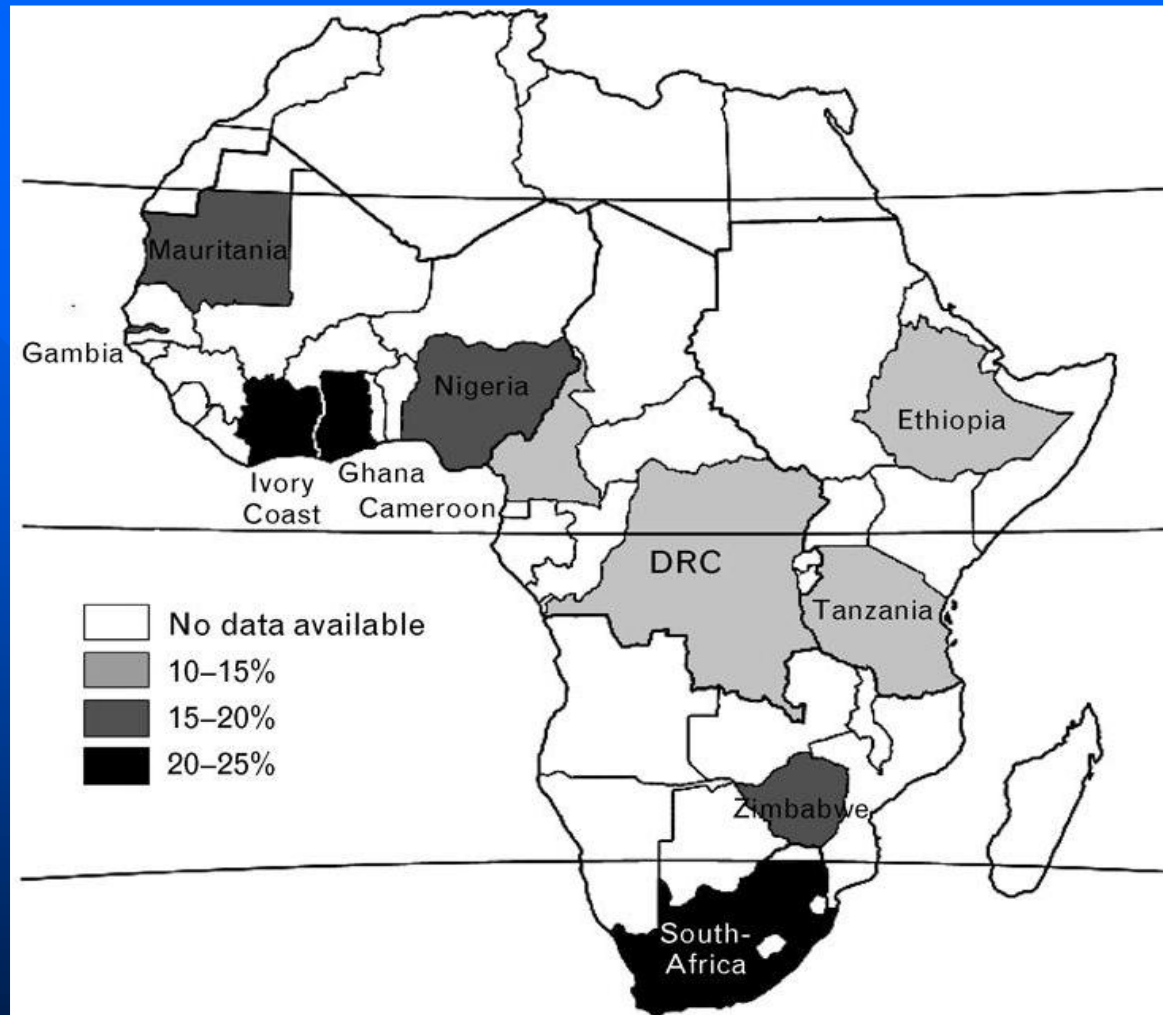 Mauritania
Gambia
Nigeria
Ethiopia
Ivory
Coast
Ghana
Cameroon
DRC
Tanzania
No data available
10–15%
15–20%
20–25%
Zimbabwe
South-
Africa